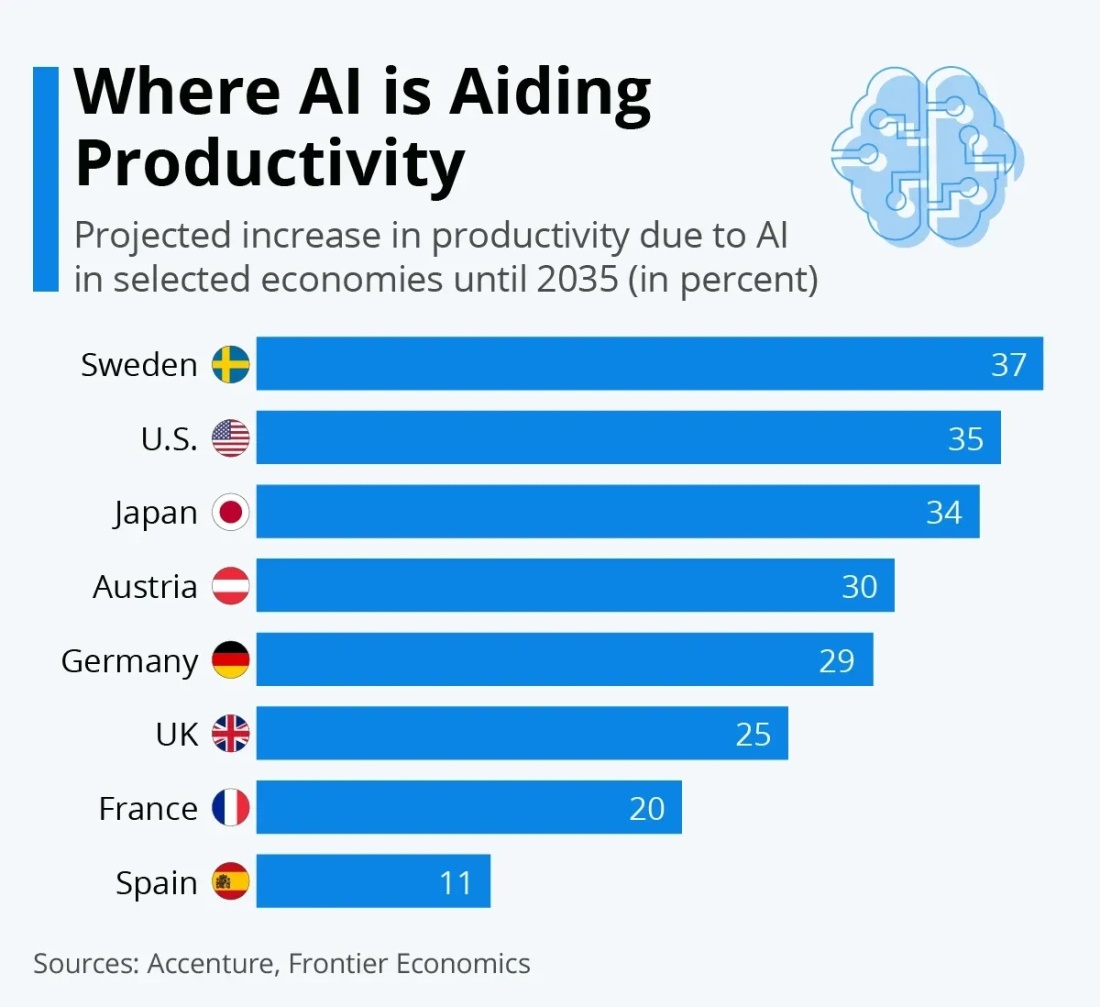 Where AI is Aiding
Productivity
Projected increase in productivity due to AI
in selected economies until 2035 (in percent)
Sweden 37
U.S. 35
Japan 34
Austria 30
Germany 29
UK 25
France 20
Spain 11
Sources: Accenture, Frontier Economics